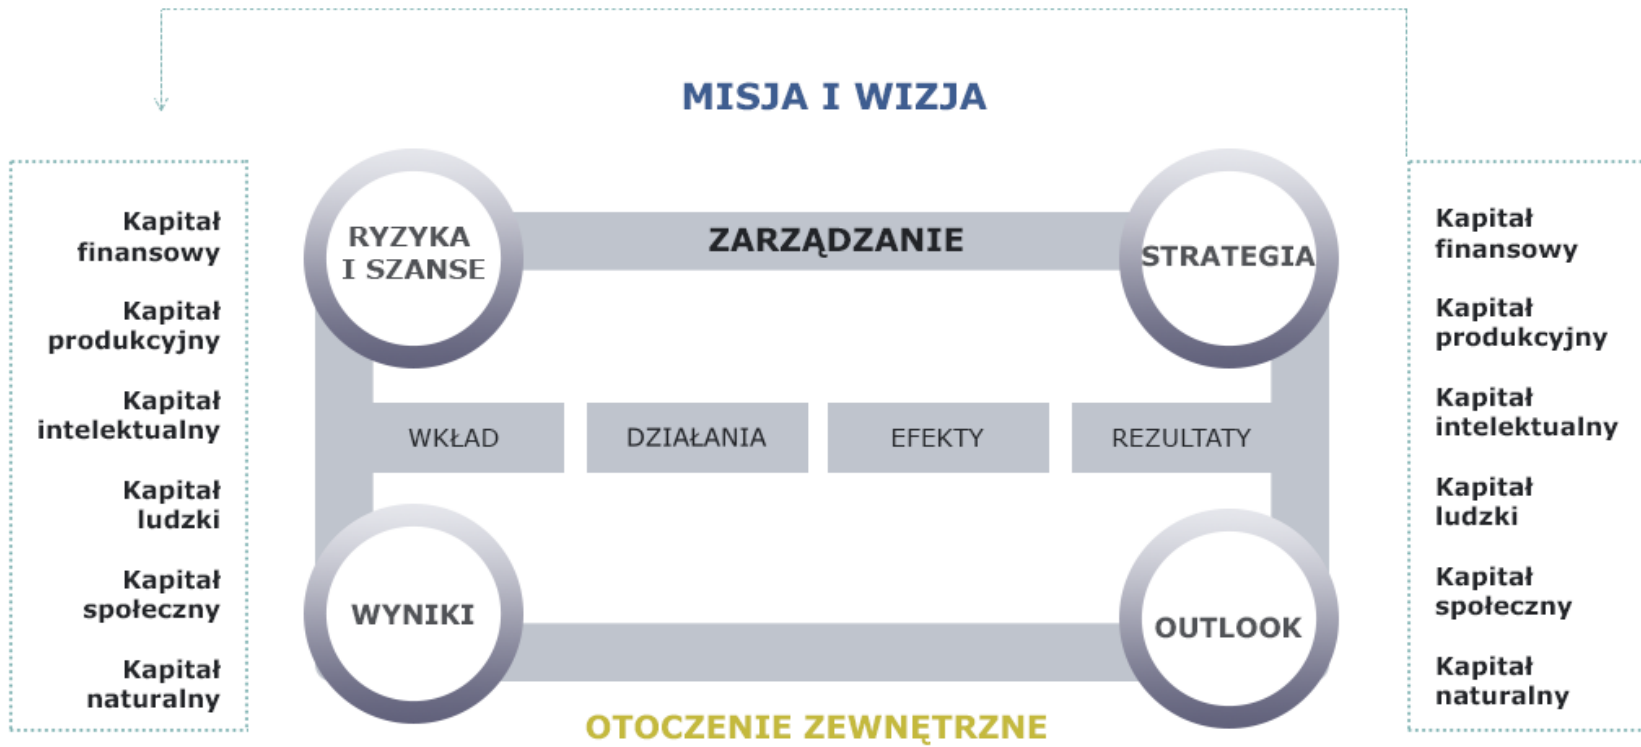 MISJA I WIZJA
Kapitał
finansowy
Kapitał
produkcyjny
Kapitał
intelektualny
Kapitał
ludzki
Kapitał
społeczny
Kapitał
naturalny
RYZYKA
I SZANSE
ZARZĄDZANIE
STRATEGIA
WKŁAD
DZIAŁANIA
EFEKTY
REZULTATY
WYNIKI
OUTLOOK
OTOCZENIE ZEWNĘTRZNE
Kapitał
finansowy
Kapitał
produkcyjny
Kapitał
intelektualny
Kapitał
ludzki
Kapitał
społeczny
Kapitał
naturalny